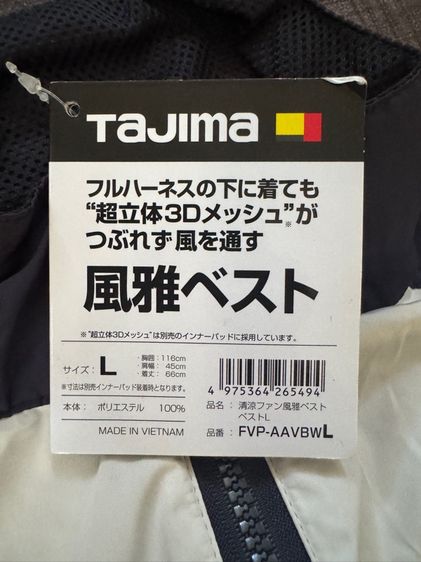 TaJima
フルハーネスの下に着ても
“超立体3Dメッシュ”が
※
つぶれず風を通す
風雅ベスト
※“超立体3Dメッシュ”は別売のインナーパッドに採用しています。
サイズ: L ・胸囲:116cm
・肩幅: 45cm
・着丈: 66cm
※寸法は別売インナーパッド装着時となります。
本体: ポリエステル 100%
MADE IN VIETNAM
4 975364 265494
品名: 清涼ファン風雅ベスト
ベストL
品番: FVP-AAVBWL